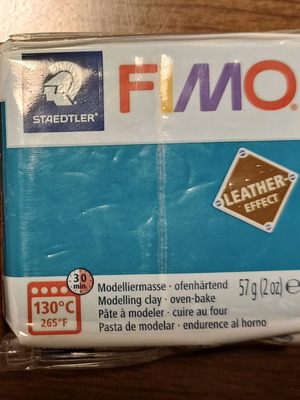 STAEDTLER
FIMO
LEATHER-
EFFECT
30
min.
130°C
265°F
Modelliermasse · ofenhärtend
Modelling clay · oven-bake
Pâte à modeler · cuire au four
Pasta de modelar · endurence al horno
57 g (2 oz) e